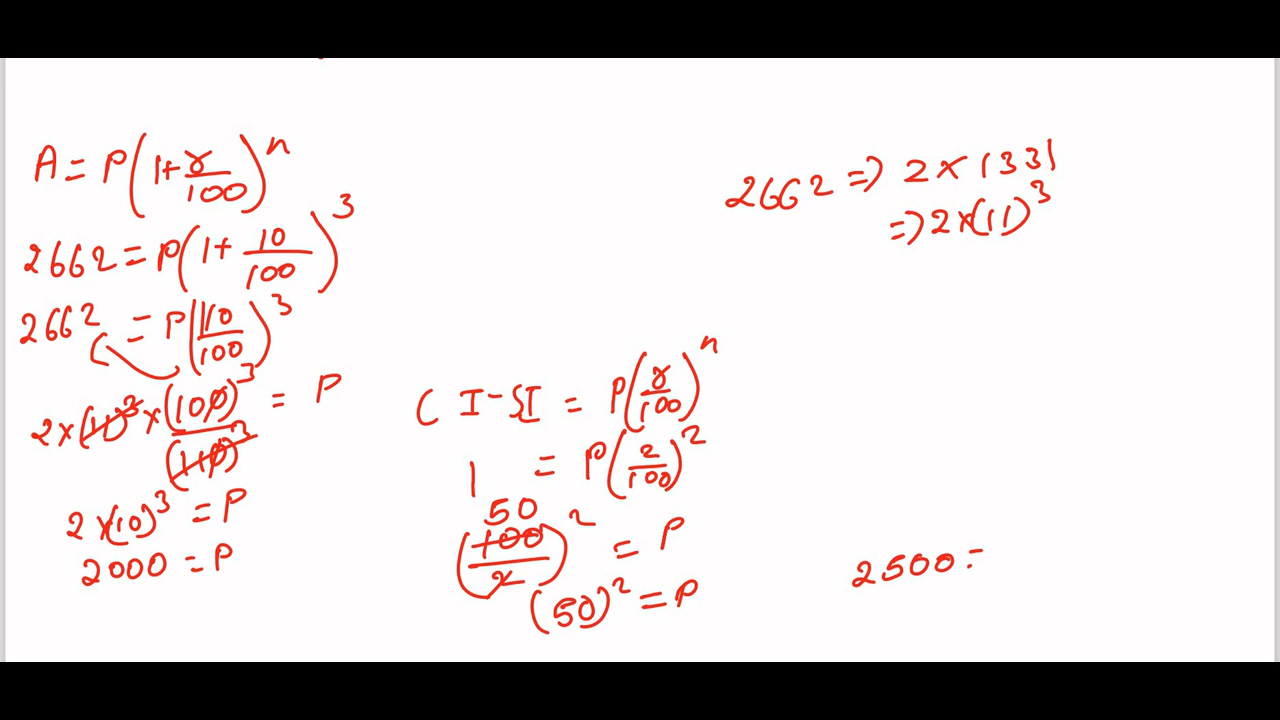 A = P(1+r/100)^n
2662 = P(1+10/100)^3
2662 = P(110/100)^3
2×(11)^3×(100)^3/(110)^3 = P
2×(10)^3 = P
2000 = P
CI-SI = P(r/100)^n
1 = P(2/100)^2
50
(100/2)^2 = P
(50)^2 = P
2662 => 2×1331
=> 2×(11)^3
2500 =